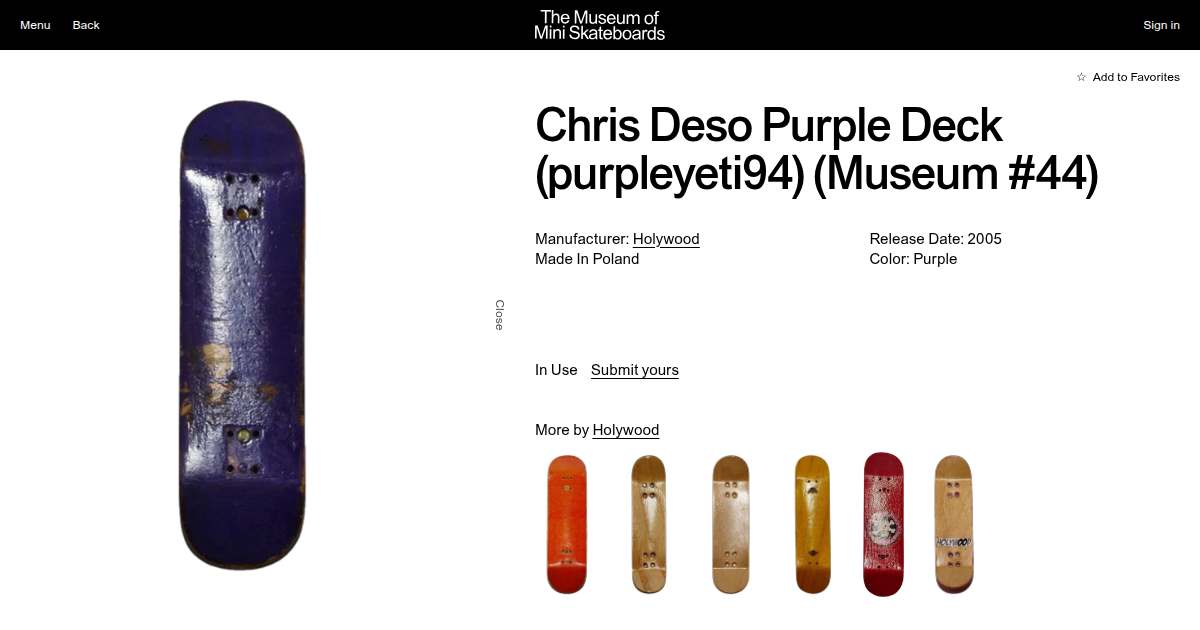 Menu
Back
The Museum of
Mini Skateboards
Sign in
☆ Add to Favorites
Chris Deso Purple Deck
(purpleyeti94) (Museum #44)
Manufacturer: Holywood
Made In Poland
Release Date: 2005
Color: Purple
Close
In Use
Submit yours
More by Holywood
HOLYWOOD